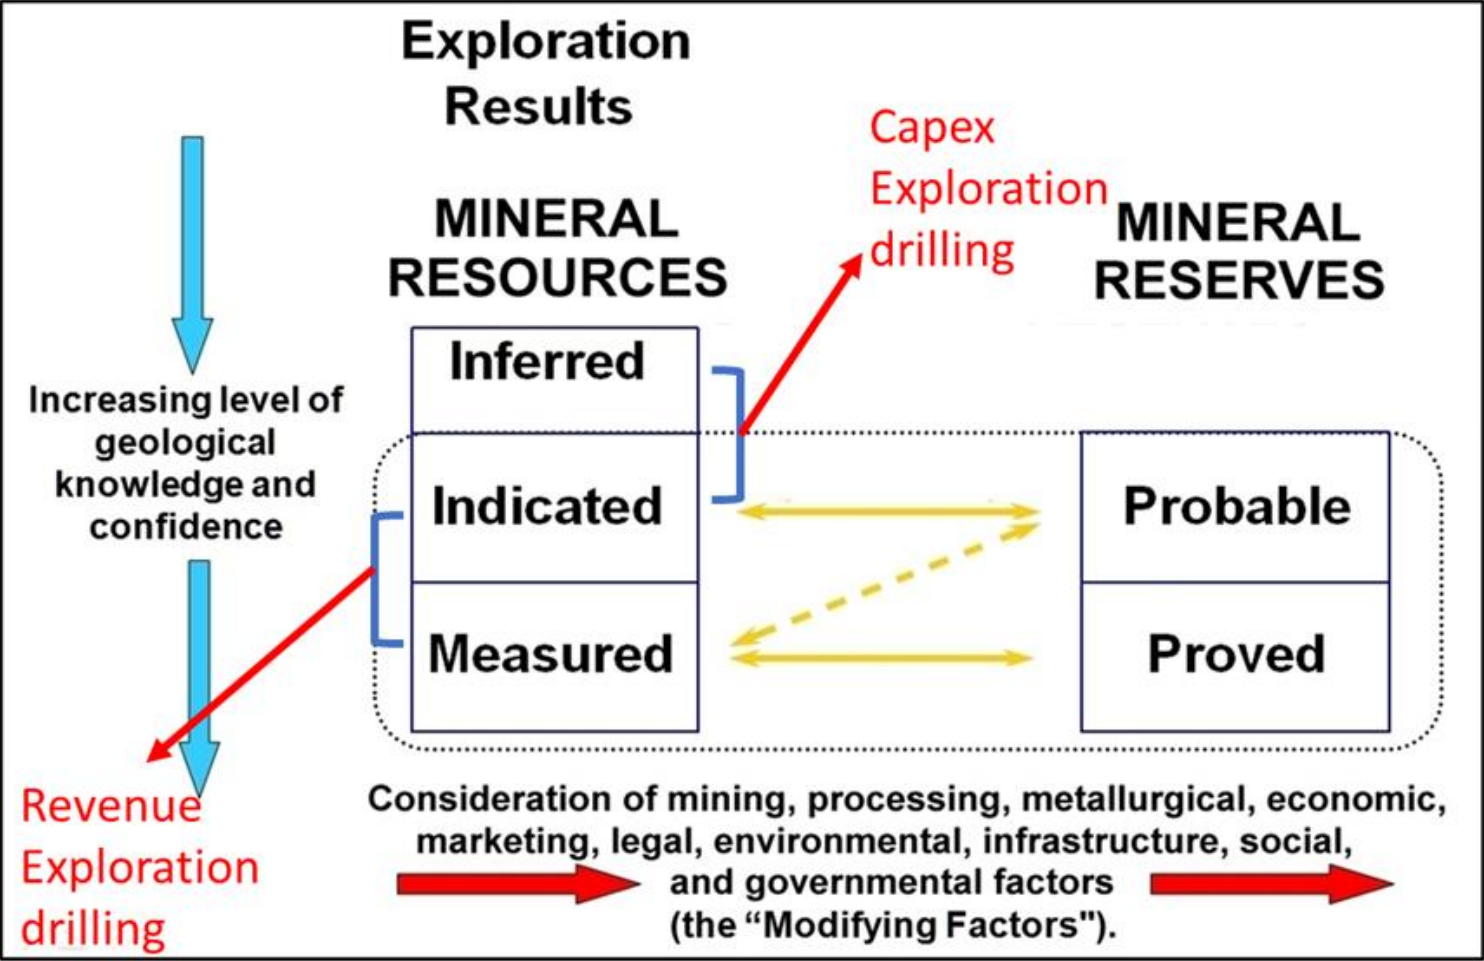 Exploration
Results
Capex
Exploration
drilling
MINERAL
RESOURCES
MINERAL
RESERVES
Inferred
Increasing level of
geological
knowledge and
confidence
Indicated
Probable
Measured
Proved
Revenue
Exploration
drilling
Consideration of mining, processing, metallurgical, economic,
marketing, legal, environmental, infrastructure, social,
and governmental factors
(the “Modifying Factors").